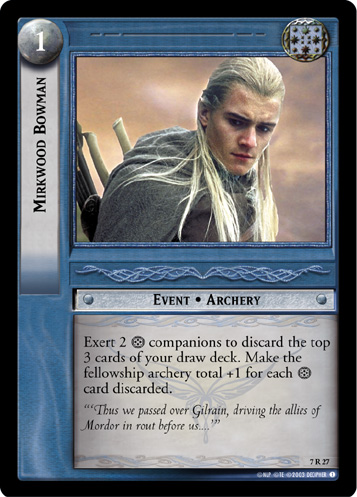 1
Mirkwood Bowman
Event • Archery
Exert 2 companions to discard the top
3 cards of your draw deck. Make the
fellowship archery total +1 for each
card discarded.
“‘Thus we passed over Gilrain, driving the allies of
Mordor in rout before us....’”
7 R 27